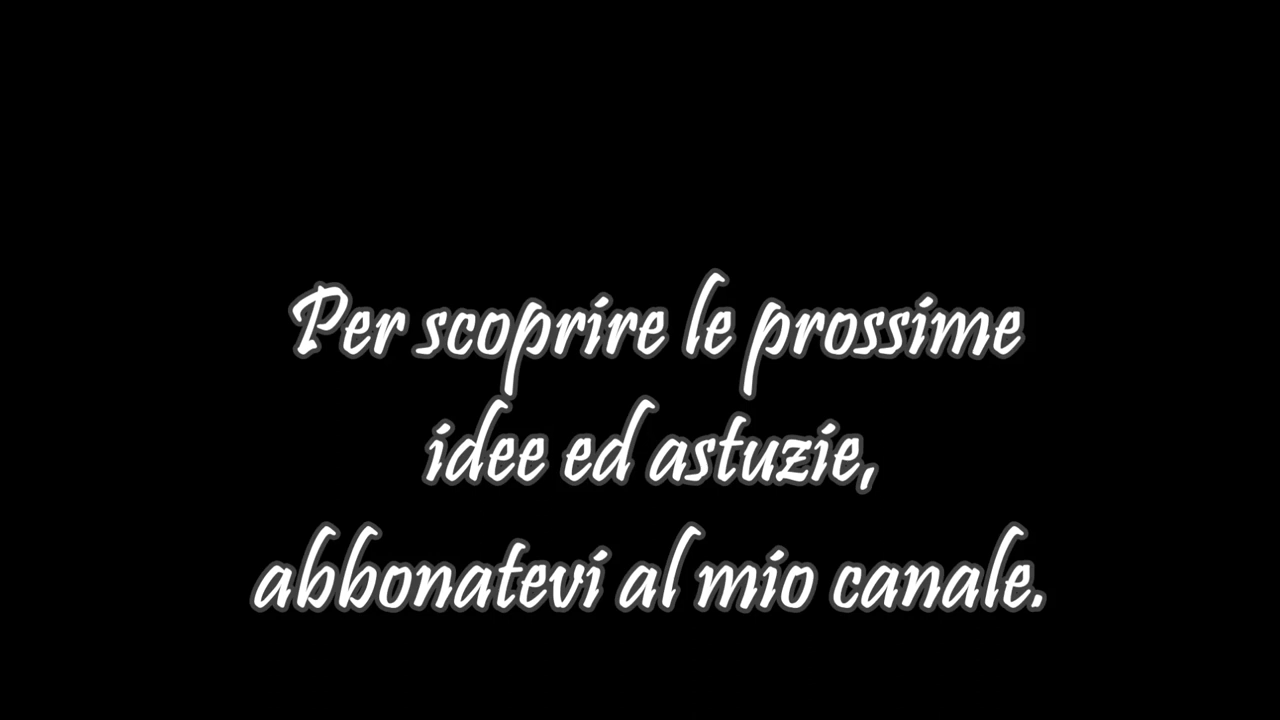 Per scoprire le prossime
idee ed astuzie,
abbonatevi al mio canale.